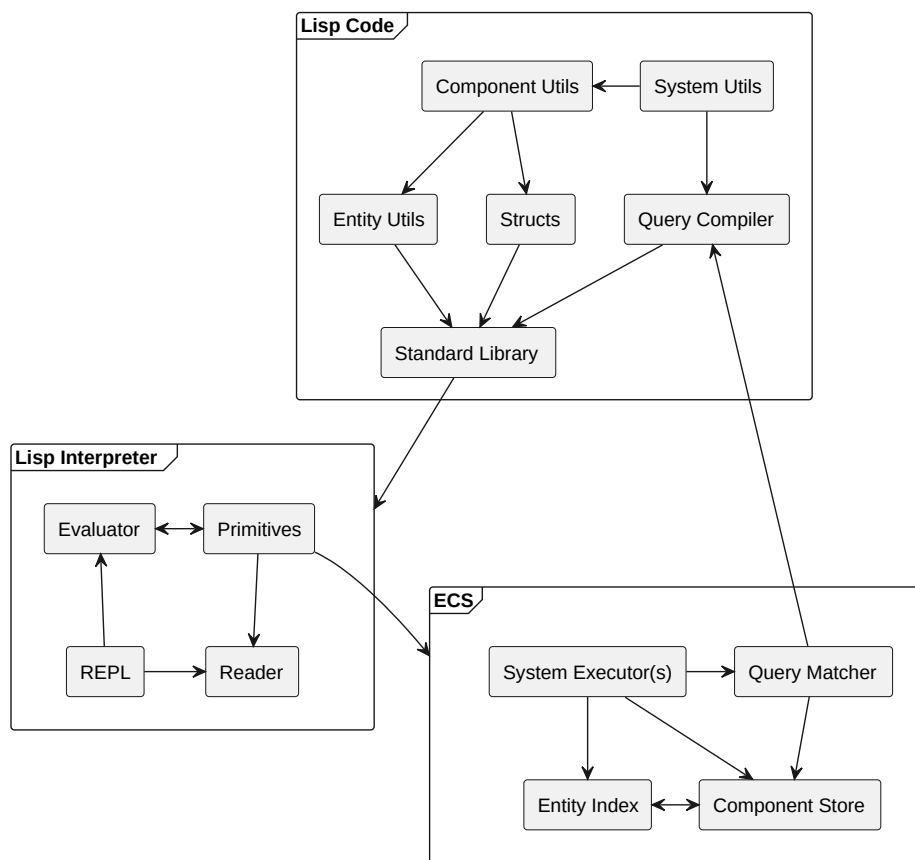 Lisp Code
Component Utils
System Utils
Entity Utils
Structs
Query Compiler
Standard Library
Lisp Interpreter
Evaluator
Primitives
REPL
Reader
ECS
System Executor(s)
Query Matcher
Entity Index
Component Store